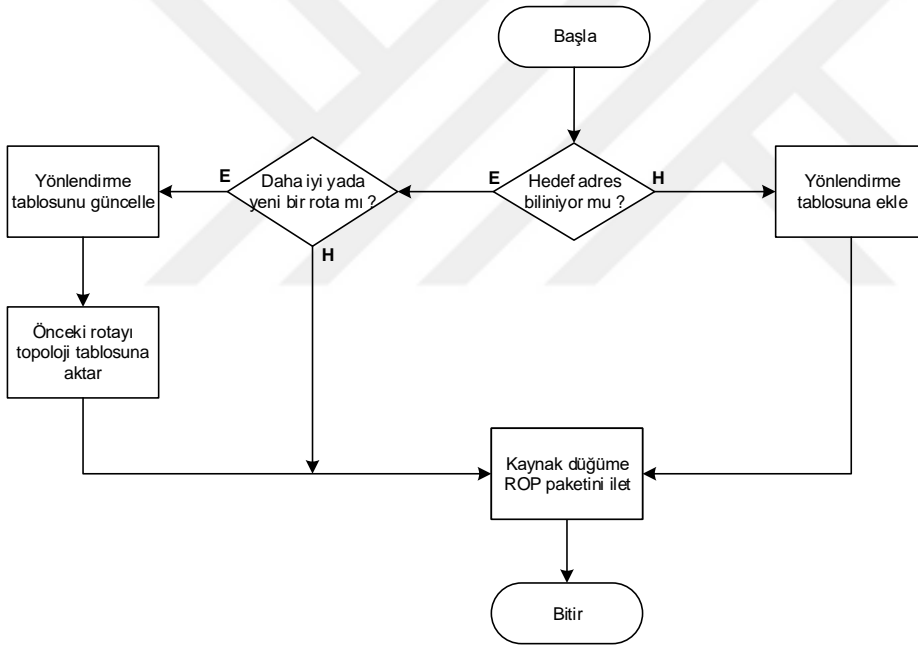 Başla
Hedef adres
biliniyor mu ?
E
H
Daha iyi yada
yeni bir rota mı ?
E
H
Yönlendirme
tablosunu güncelle
Yönlendirme
tablosuna ekle
Önceki rotayı
topoloji tablosuna
aktar
Kaynak düğüme
ROP paketini ilet
Bitir